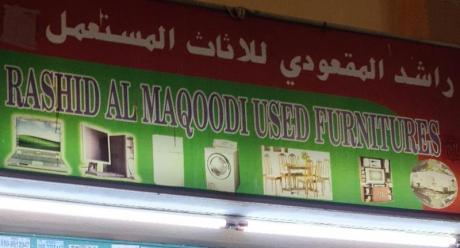 راشد المقعودي للاثاث المستعمل
RASHID AL MAQOODI USED FURNITURES